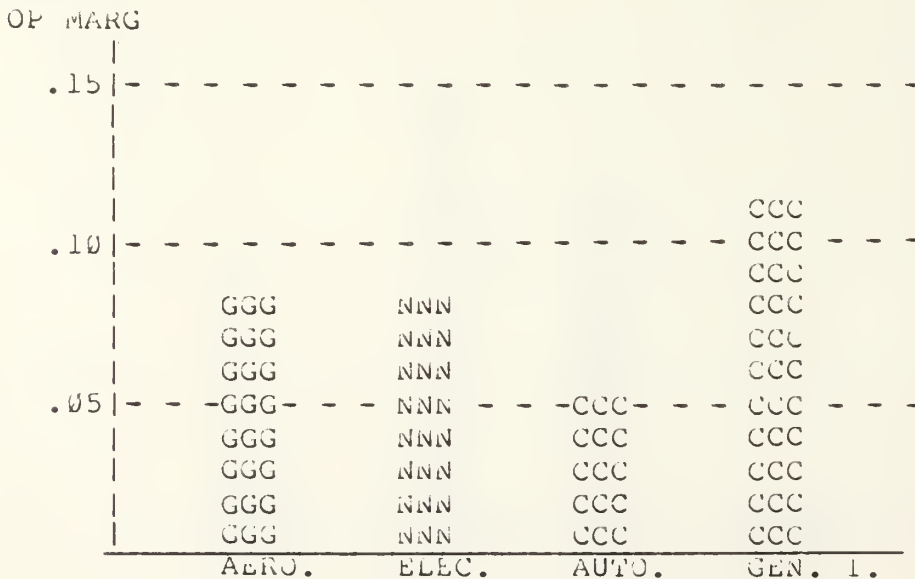 OP MARG
.15|- - - - - - - - - - - - - - - - - - - - -
CCC
.10|- - - - - - - - - - - - - - - - CCC- - -
CCC
GGG NNN CCC
GGG NNN CCC
GGG NNN CCC
.05|- - -GGG- - - NNN - - -CCC- - - CCC - - -
GGG NNN CCC CCC
GGG NNN CCC CCC
GGG NNN CCC CCC
GGG NNN CCC CCC
AERO. ELEC. AUTO. GEN. I.